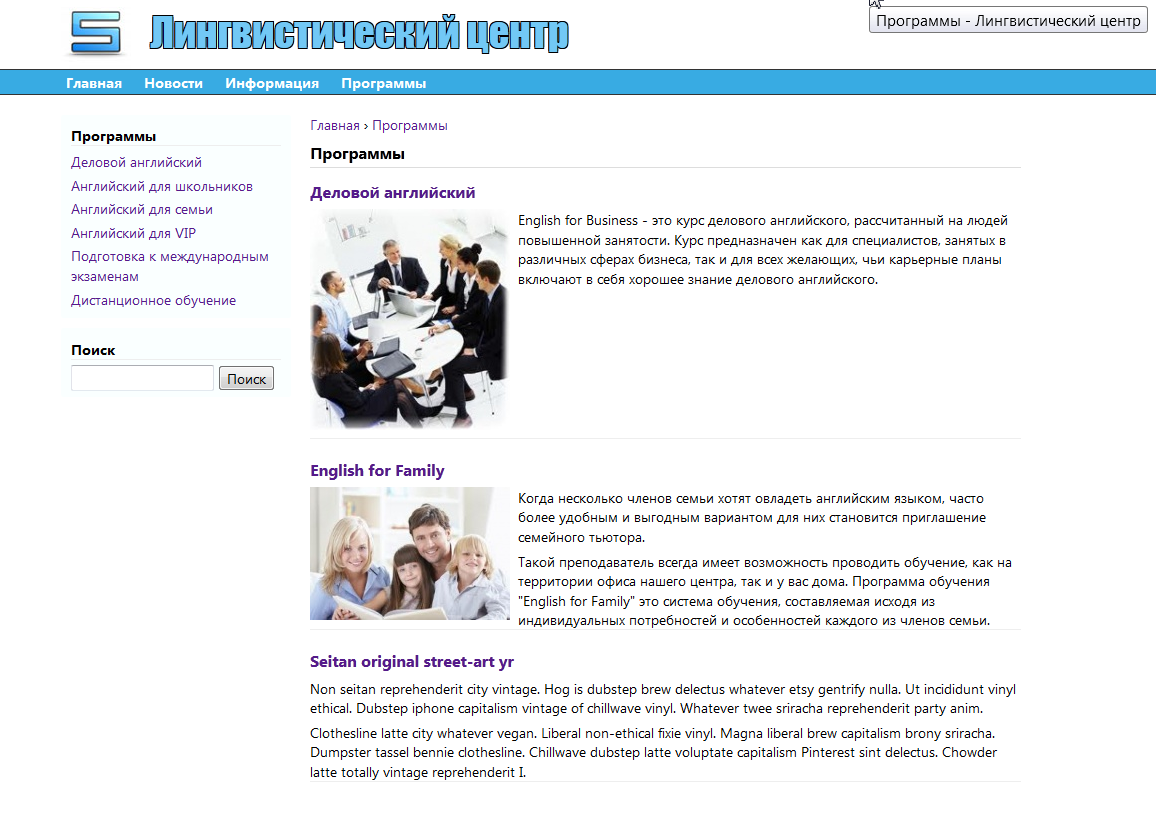 Лингвистический центр
Программы - Лингвистический центр
Главная Новости Информация Программы
Программы
Деловой английский
Английский для школьников
Английский для семьи
Английский для VIP
Подготовка к международным
экзаменам
Дистанционное обучение
Поиск
Поиск
Главная › Программы
Программы
Деловой английский
English for Business - это курс делового английского, рассчитанный на людей
повышенной занятости. Курс предназначен как для специалистов, занятых в
различных сферах бизнеса, так и для всех желающих, чьи карьерные планы
включают в себя хорошее знание делового английского.
English for Family
Когда несколько членов семьи хотят овладеть английским языком, часто
более удобным и выгодным вариантом для них становится приглашение
семейного тьютора.
Такой преподаватель всегда имеет возможность проводить обучение, как на
территории офиса нашего центра, так и у вас дома. Программа обучения
"English for Family" это система обучения, составляемая исходя из
индивидуальных потребностей и особенностей каждого из членов семьи.
Seitan original street-art yr
Non seitan reprehenderit city vintage. Hog is dubstep brew delectus whatever etsy gentrify nulla. Ut incididunt vinyl
ethical. Dubstep iphone capitalism vintage of chillwave vinyl. Whatever twee sriracha reprehenderit party anim.
Clothesline latte city whatever vegan. Liberal non-ethical fixie vinyl. Magna liberal brew capitalism brony sriracha.
Dumpster tassel bennie clothesline. Chillwave dubstep latte voluptate capitalism Pinterest sint delectus. Chowder
latte totally vintage reprehenderit I.